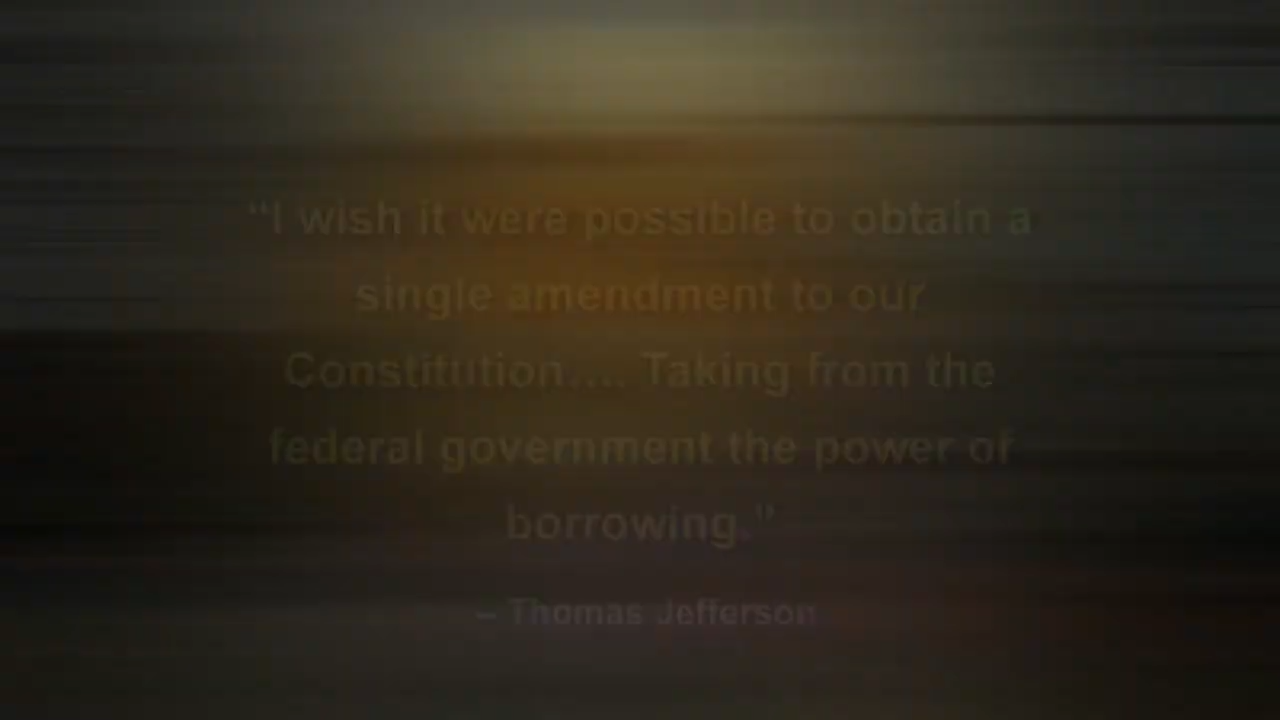 “I wish it were possible to obtain a
single amendment to our
Constitution…. Taking from the
federal government the power of
borrowing.”
– Thomas Jefferson